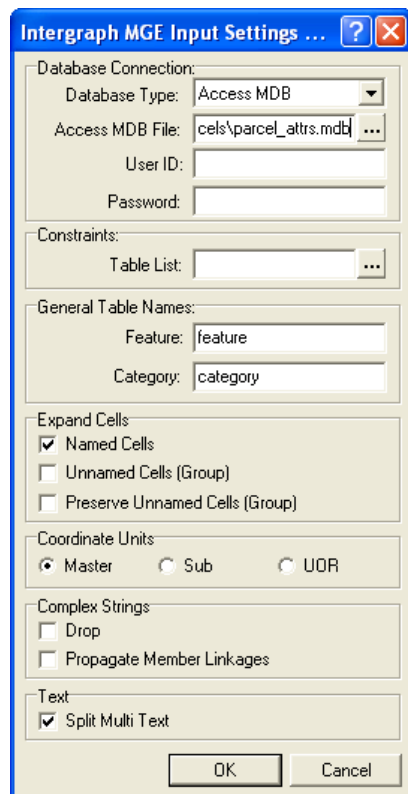 Intergraph MGE Input Settings ...
Database Connection:
Database Type: Access MDB
Access MDB File: cels\parcel_attrs.mdb ...
User ID:
Password:
Constraints:
Table List: ...
General Table Names:
Feature: feature
Category: category
Expand Cells
Named Cells
Unnamed Cells (Group)
Preserve Unnamed Cells (Group)
Coordinate Units
Master Sub UOR
Complex Strings
Drop
Propagate Member Linkages
Text
Split Multi Text
OK Cancel